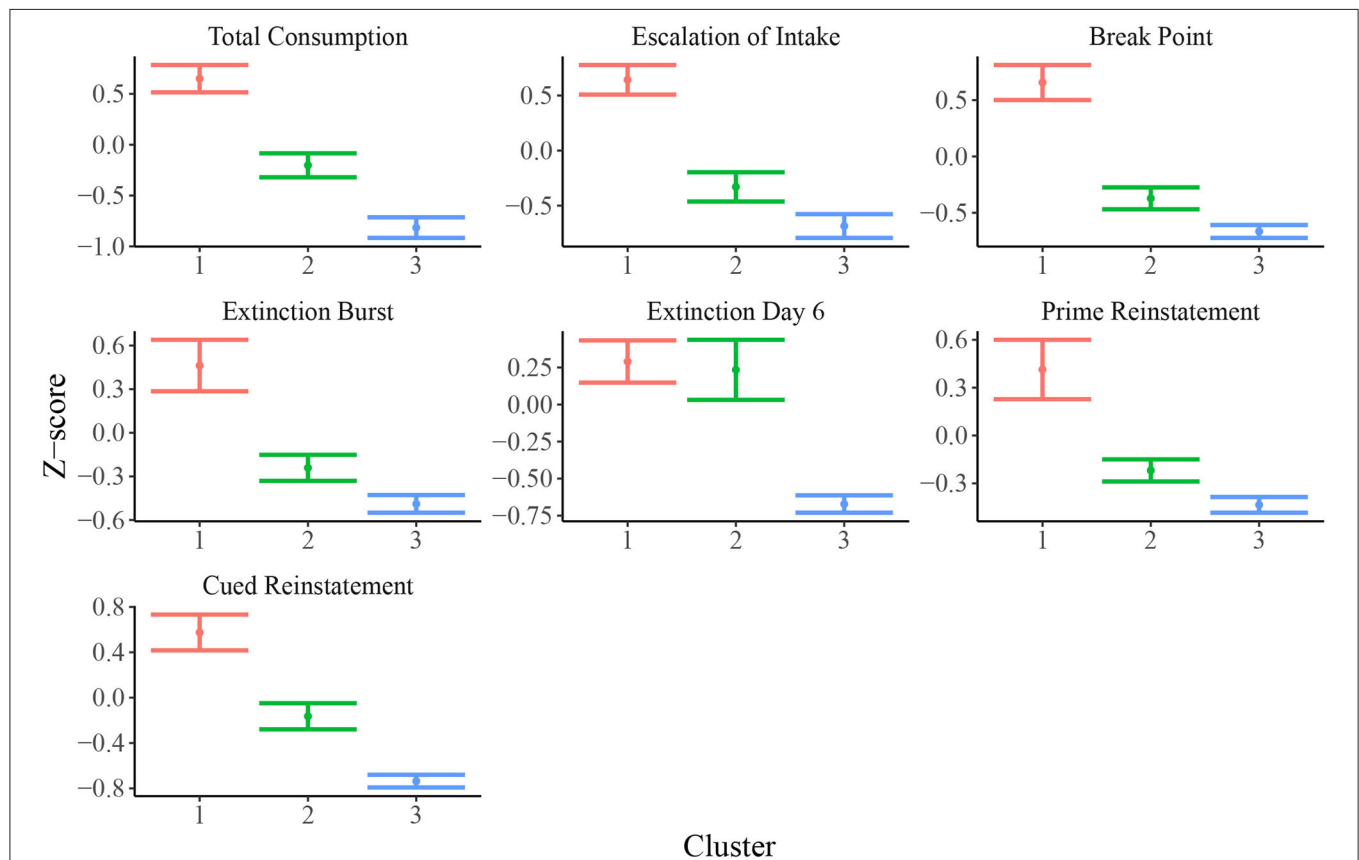 Total Consumption
Escalation of Intake
Break Point
0.5
0.0
−0.5
−1.0
1 2 3
0.5
0.0
−0.5
1 2 3
0.5
0.0
−0.5
1 2 3
Extinction Burst
Extinction Day 6
Prime Reinstatement
Z−score
0.6
0.3
0.0
−0.3
−0.6
1 2 3
0.25
0.00
−0.25
−0.50
−0.75
1 2 3
0.6
0.3
0.0
−0.3
1 2 3
Cued Reinstatement
0.8
0.4
0.0
−0.4
−0.8
1 2 3
Cluster